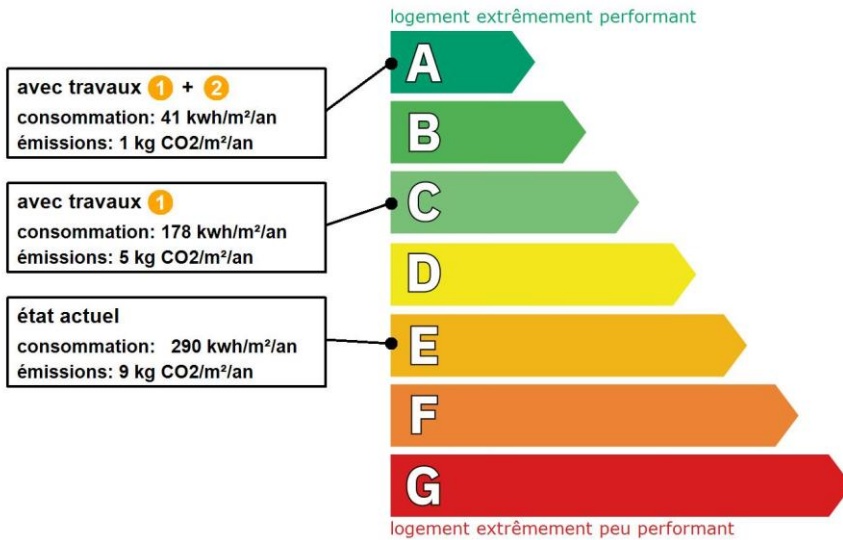 logement extrêmement performant
avec travaux 1 + 2
consommation: 41 kwh/m²/an
émissions: 1 kg CO2/m²/an
avec travaux 1
consommation: 178 kwh/m²/an
émissions: 5 kg CO2/m²/an
état actuel
consommation: 290 kwh/m²/an
émissions: 9 kg CO2/m²/an
A
B
C
D
E
F
G
logement extrêmement peu performant